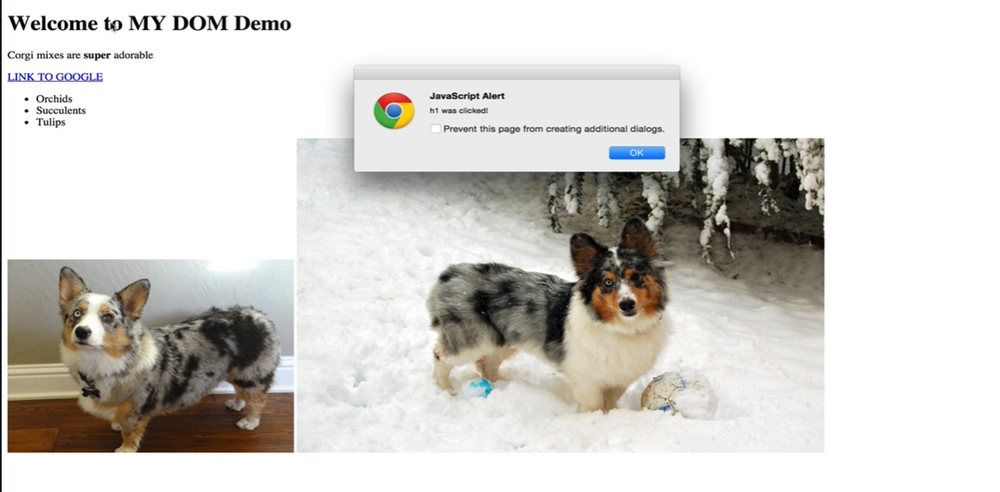 Welcome to MY DOM Demo
Corgi mixes are super adorable
LINK TO GOOGLE
Orchids
Succulents
Tulips
JavaScript Alert
h1 was clicked!
Prevent this page from creating additional dialogs.
OK